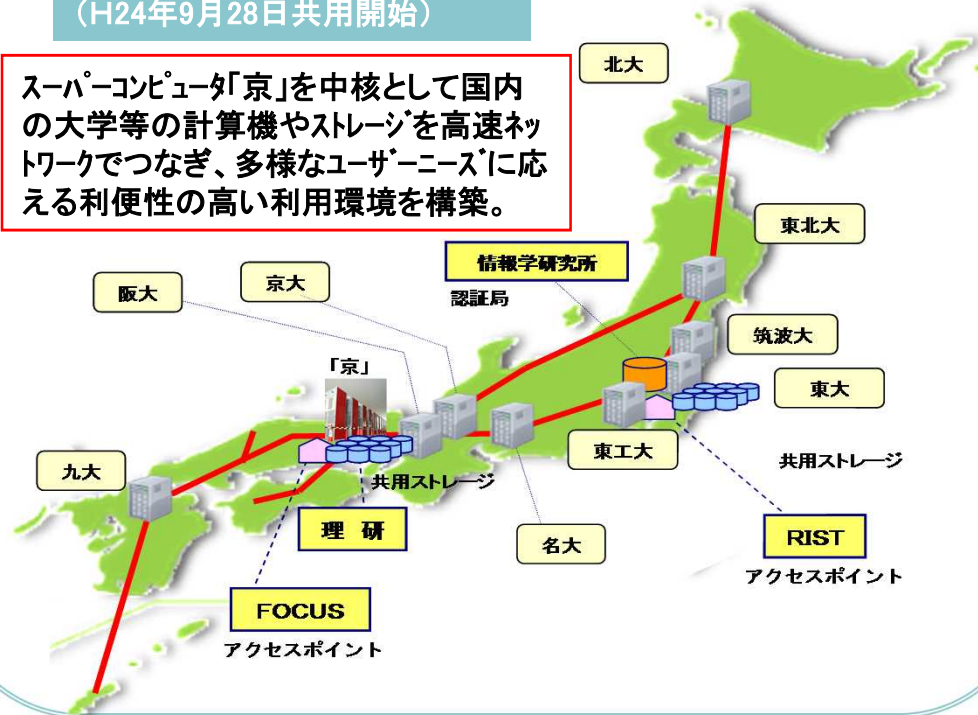 （H24年9月28日共用開始）
ｽｰﾊﾟｰｺﾝﾋﾟｭｰﾀ「京」を中核として国内
の大学等の計算機やｽﾄﾚｰｼﾞを高速ネッ
ﾄﾜｰｸでつなぎ、多様なﾕｰｻﾞｰﾆｰｽﾞに応
える利便性の高い利用環境を構築。
北大
東北大
情報学研究所
認証局
京大
阪大
筑波大
「京」
東大
東工大
共用ストレージ
九大
共用ストレージ
理 研
名大
RIST
アクセスポイント
FOCUS
アクセスポイント